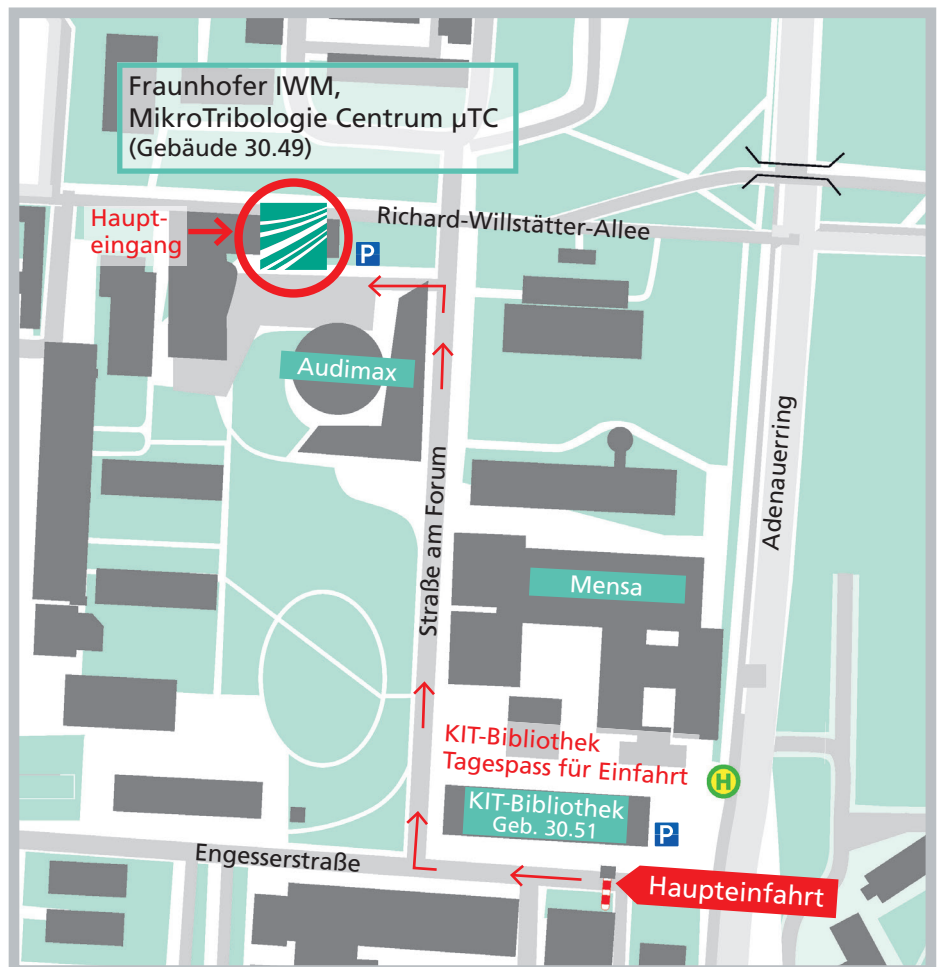 Fraunhofer IWM,
MikroTribologie Centrum µTC
(Gebäude 30.49)
Haupt-
eingang
Richard-Willstätter-Allee
P
Audimax
Straße am Forum
Adenauerring
Mensa
KIT-Bibliothek
Tagespass für Einfahrt
H
KIT-Bibliothek
Geb. 30.51
P
Engesserstraße
Haupteinfahrt